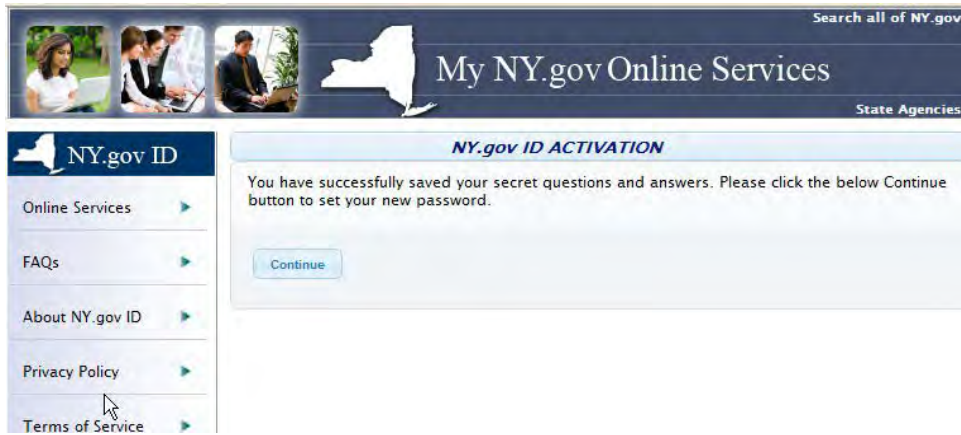 Search all of NY.gov
My NY.gov Online Services
State Agencies
NY.gov ID
Online Services
FAQs
About NY.gov ID
Privacy Policy
Terms of Service
NY.gov ID ACTIVATION
You have successfully saved your secret questions and answers. Please click the below Continue
button to set your new password.
Continue